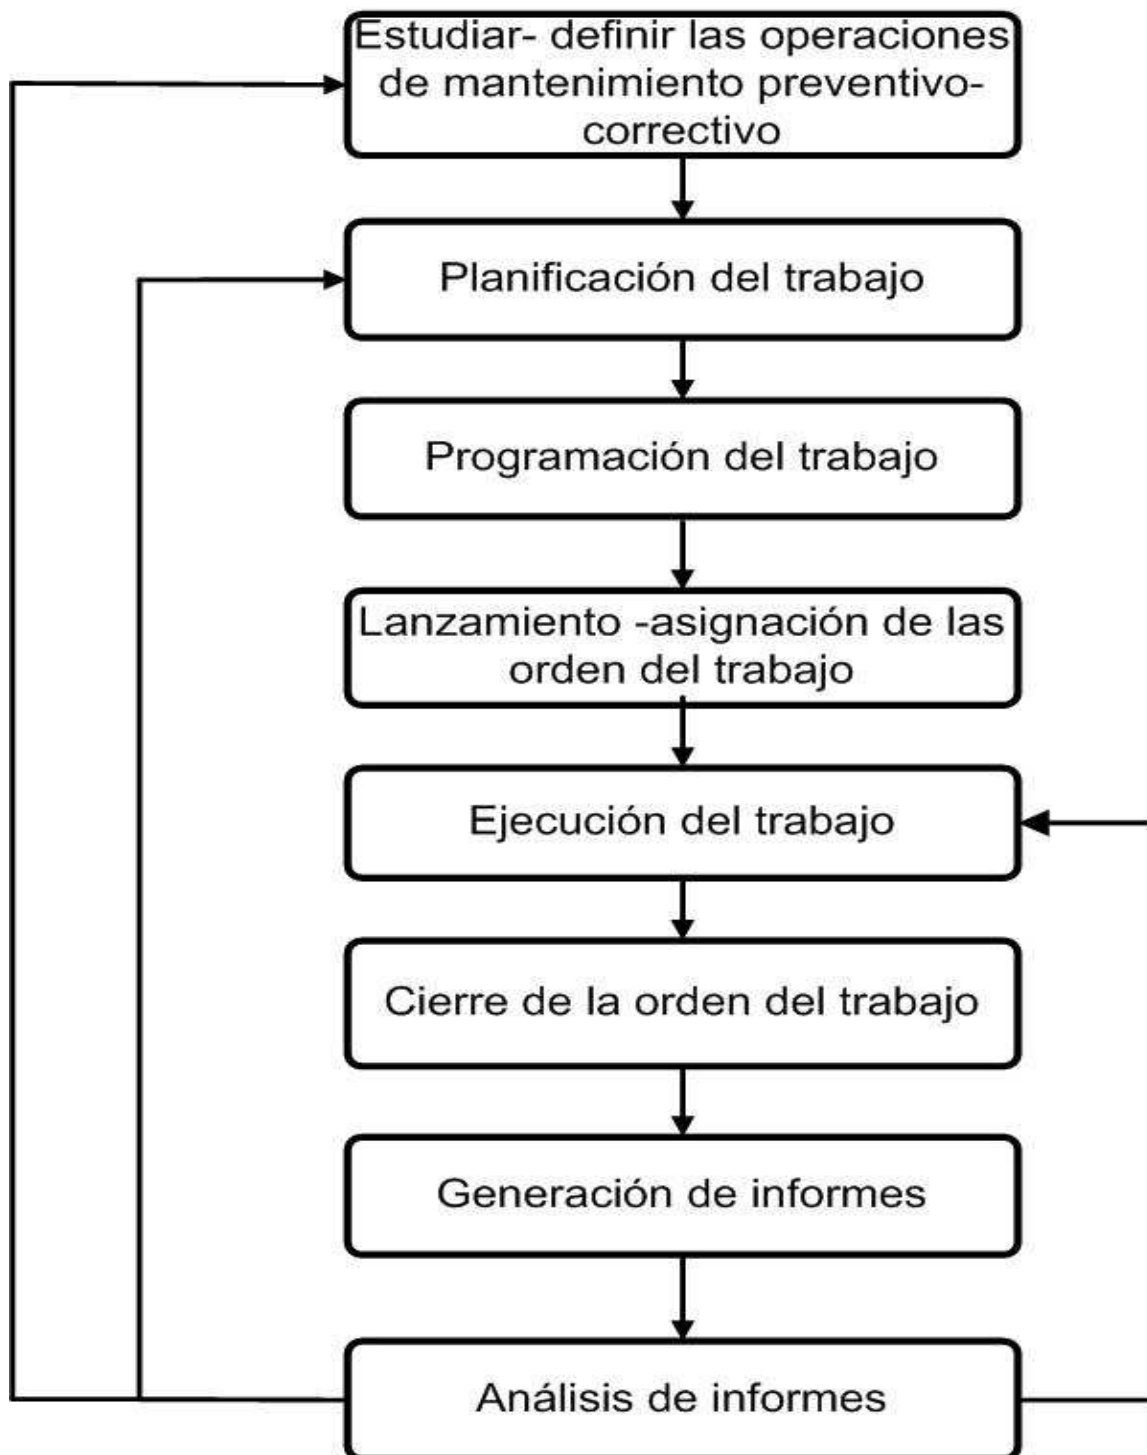 Estudiar- definir las operaciones
de mantenimiento preventivo-
correctivo
Planificación del trabajo
Programación del trabajo
Lanzamiento -asignación de las
orden del trabajo
Ejecución del trabajo
Cierre de la orden del trabajo
Generación de informes
Análisis de informes